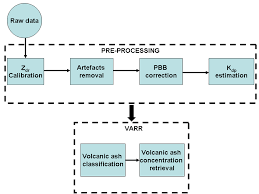 Raw data
PRE-PROCESSING
Zdr
Calibration
Artefacts
removal
PBB
correction
Kdp
estimation
VARR
Volcanic ash
classification
Volcanic ash
concentration
retrieval